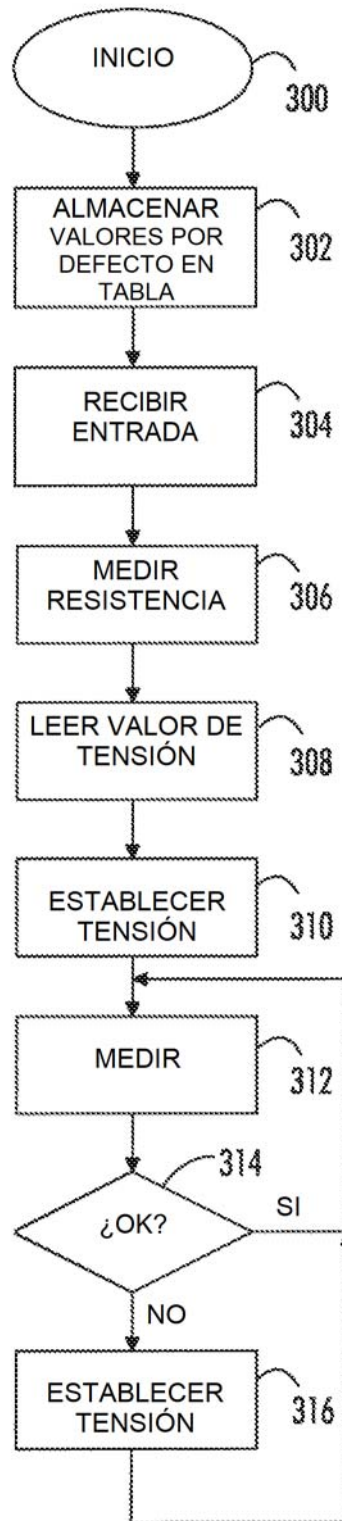 INICIO
300
ALMACENAR
VALORES POR
DEFECTO EN
TABLA
302
RECIBIR
ENTRADA
304
MEDIR
RESISTENCIA
306
LEER VALOR DE
TENSIÓN
308
ESTABLECER
TENSIÓN
310
MEDIR
312
314
¿OK?
SI
NO
ESTABLECER
TENSIÓN
316